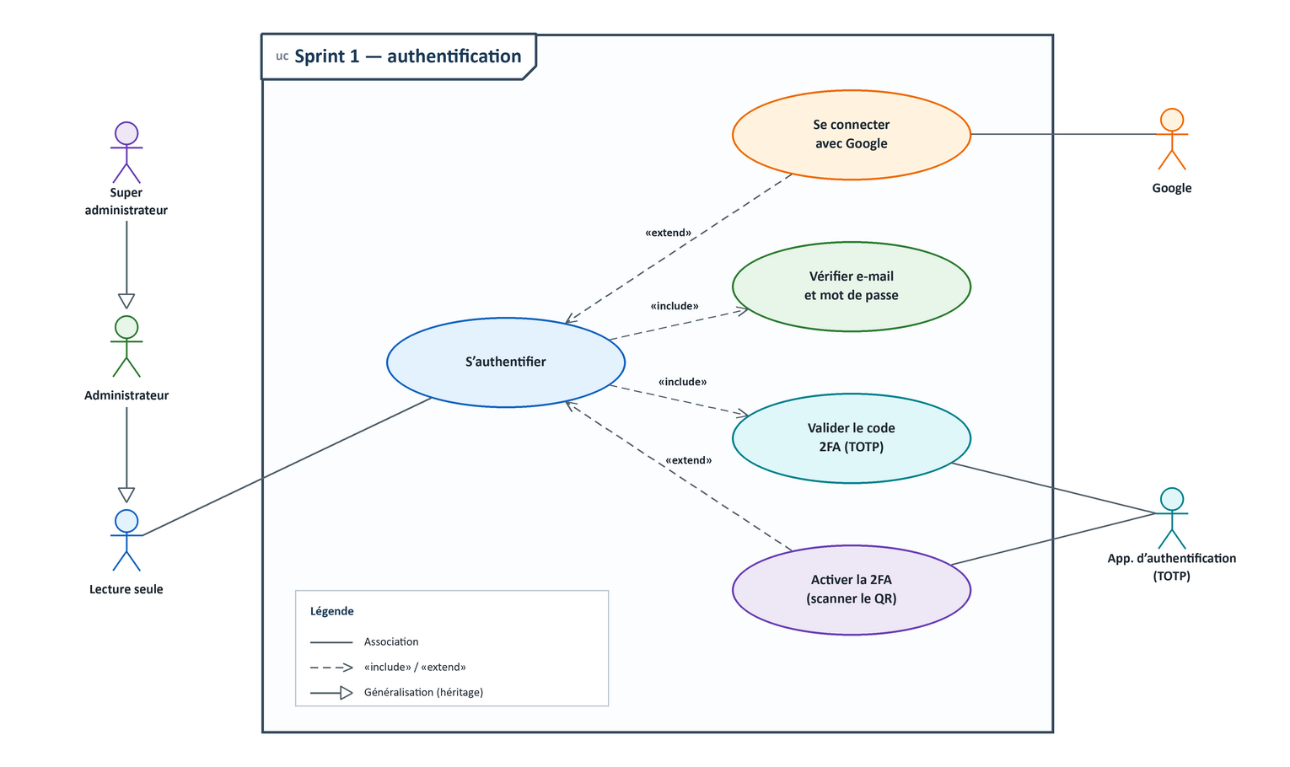 uc Sprint 1 — authentification
Se connecter
avec Google
Super
administrateur
Google
«extend»
Vérifier e-mail
et mot de passe
«include»
S’authentifier
Administrateur
«include»
Valider le code
2FA (TOTP)
«extend»
App. d’authentification
(TOTP)
Lecture seule
Activer la 2FA
(scanner le QR)
Légende
Association
«include» / «extend»
Généralisation (héritage)